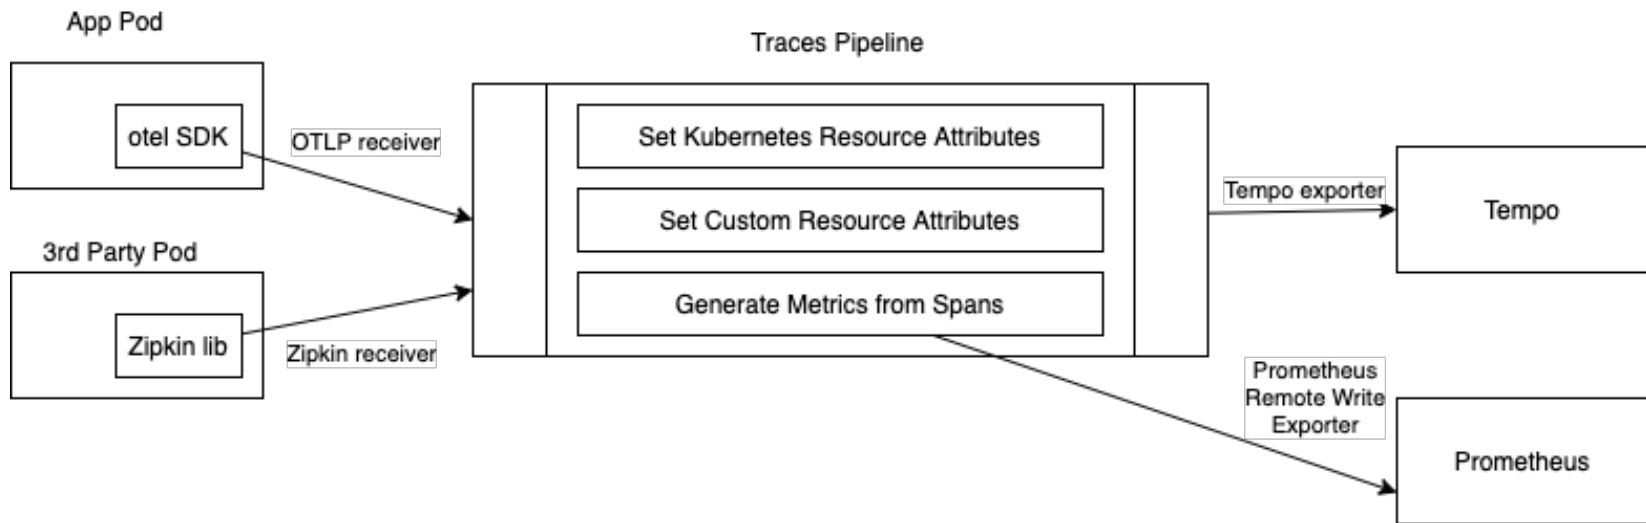 App Pod
otel SDK
OTLP receiver
3rd Party Pod
Zipkin lib
Zipkin receiver
Traces Pipeline
Set Kubernetes Resource Attributes
Set Custom Resource Attributes
Generate Metrics from Spans
Tempo exporter
Tempo
Prometheus
Remote Write
Exporter
Prometheus